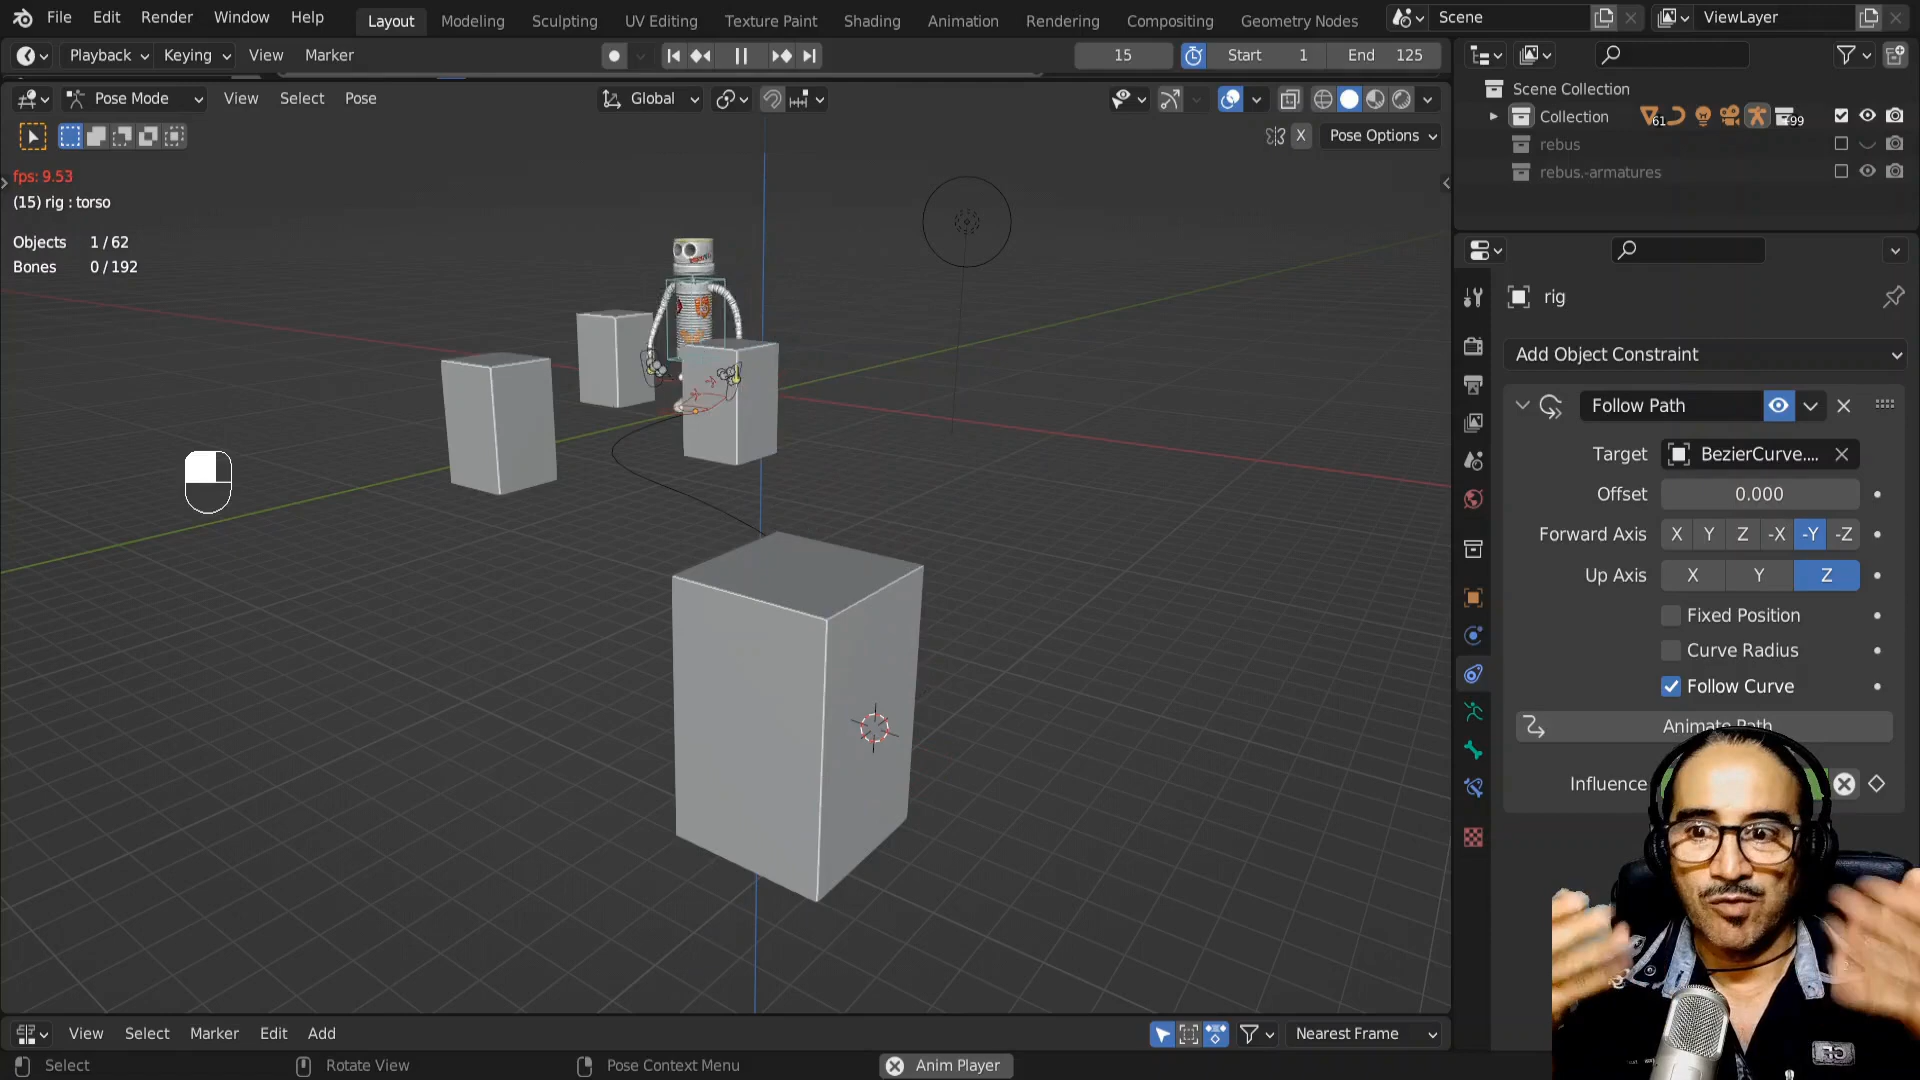 File Edit Render Window Help Layout Modeling Sculpting UV Editing Texture Paint Shading Animation Rendering Compositing Geometry Nodes Scene ViewLayer
Playback Keying View Marker 15 Start 1 End 125
Pose Mode View Select Pose Global
X Pose Options
fps: 9.53
(15) rig : torso
Objects 1 / 62
Bones 0 / 192
Scene Collection
Collection 61
rebus
rebus.-armatures
rig
Add Object Constraint
Follow Path
Target BezierCurve....
Offset 0.000
Forward Axis X Y Z -X -Y -Z
Up Axis X Y Z
Fixed Position
Curve Radius
Follow Curve
Animate Path
Influence
View Select Marker Edit Add Nearest Frame
Select Rotate View Pose Context Menu Anim Player